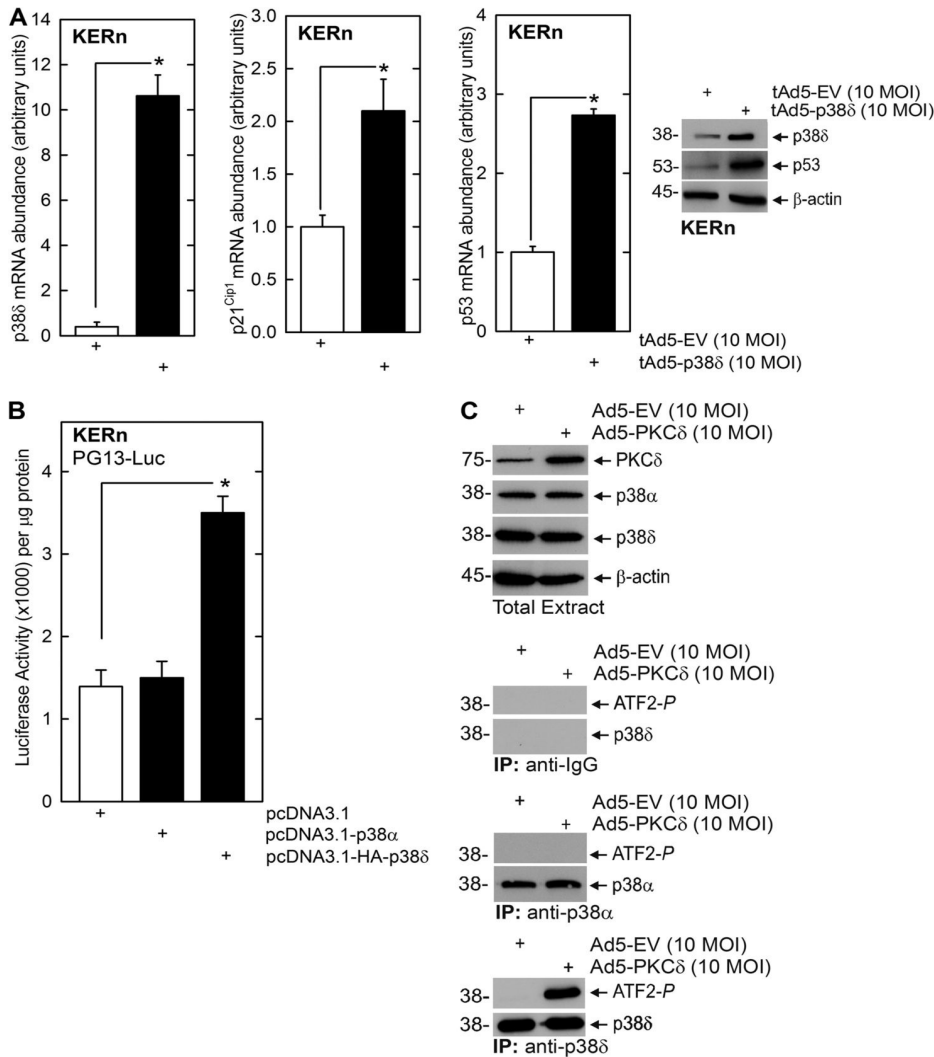 A
p38δ mRNA abundance (arbitrary units)
KERn
*
12
10
8
6
4
2
0
+
+
p21Cip1 mRNA abundance (arbitrary units)
KERn
*
3.0
2.5
2.0
1.5
1.0
0.5
0.0
+
+
p53 mRNA abundance (arbitrary units)
KERn
*
4
3
2
1
0
+ tAd5-EV (10 MOI)
+ tAd5-p38δ (10 MOI)
+ tAd5-EV (10 MOI)
+ tAd5-p38δ (10 MOI)
38- p38δ
53- p53
45- β-actin
KERn
B
Luciferase Activity (x1000) per µg protein
KERn
PG13-Luc
*
4
3
2
1
0
+ pcDNA3.1
+ pcDNA3.1-p38α
+ pcDNA3.1-HA-p38δ
C
+ Ad5-EV (10 MOI)
+ Ad5-PKCδ (10 MOI)
75- PKCδ
38- p38α
38- p38δ
45- β-actin
Total Extract
+ Ad5-EV (10 MOI)
+ Ad5-PKCδ (10 MOI)
38- ATF2-P
38- p38δ
IP: anti-IgG
+ Ad5-EV (10 MOI)
+ Ad5-PKCδ (10 MOI)
38- ATF2-P
38- p38α
IP: anti-p38α
+ Ad5-EV (10 MOI)
+ Ad5-PKCδ (10 MOI)
38- ATF2-P
38- p38δ
IP: anti-p38δ